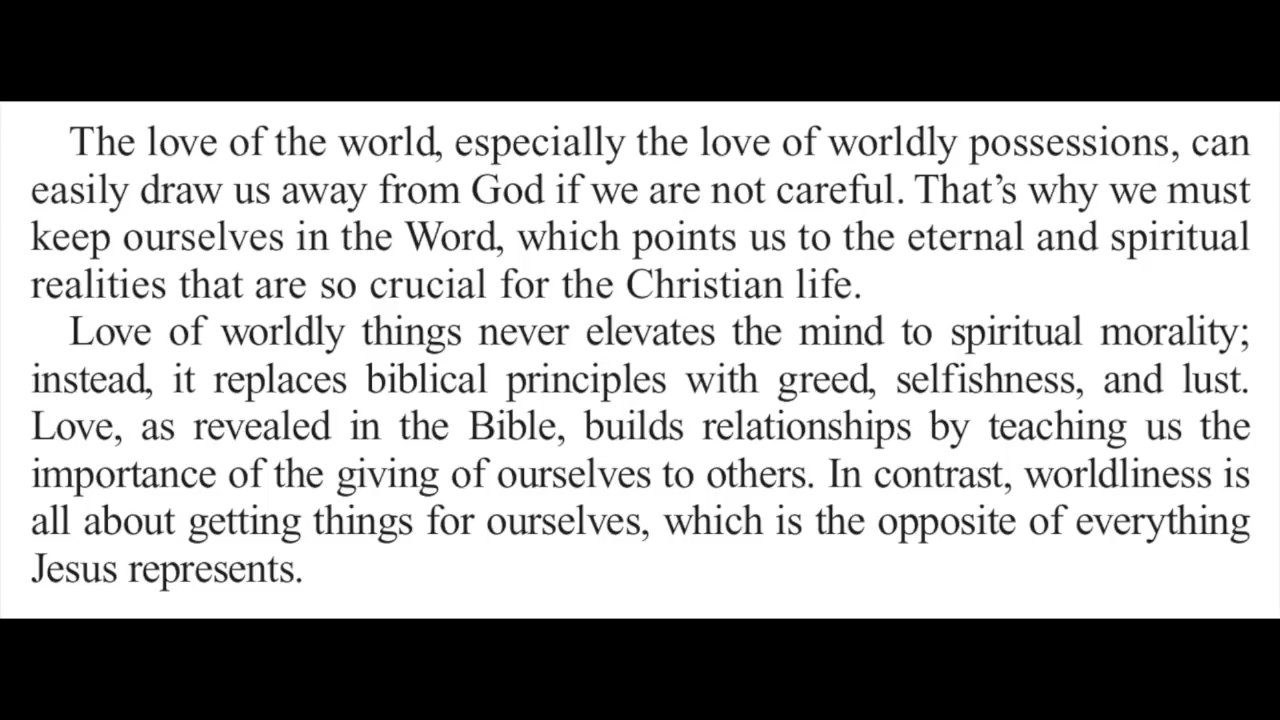 The love of the world, especially the love of worldly possessions, can
easily draw us away from God if we are not careful. That’s why we must
keep ourselves in the Word, which points us to the eternal and spiritual
realities that are so crucial for the Christian life.
Love of worldly things never elevates the mind to spiritual morality;
instead, it replaces biblical principles with greed, selfishness, and lust.
Love, as revealed in the Bible, builds relationships by teaching us the
importance of the giving of ourselves to others. In contrast, worldliness is
all about getting things for ourselves, which is the opposite of everything
Jesus represents.